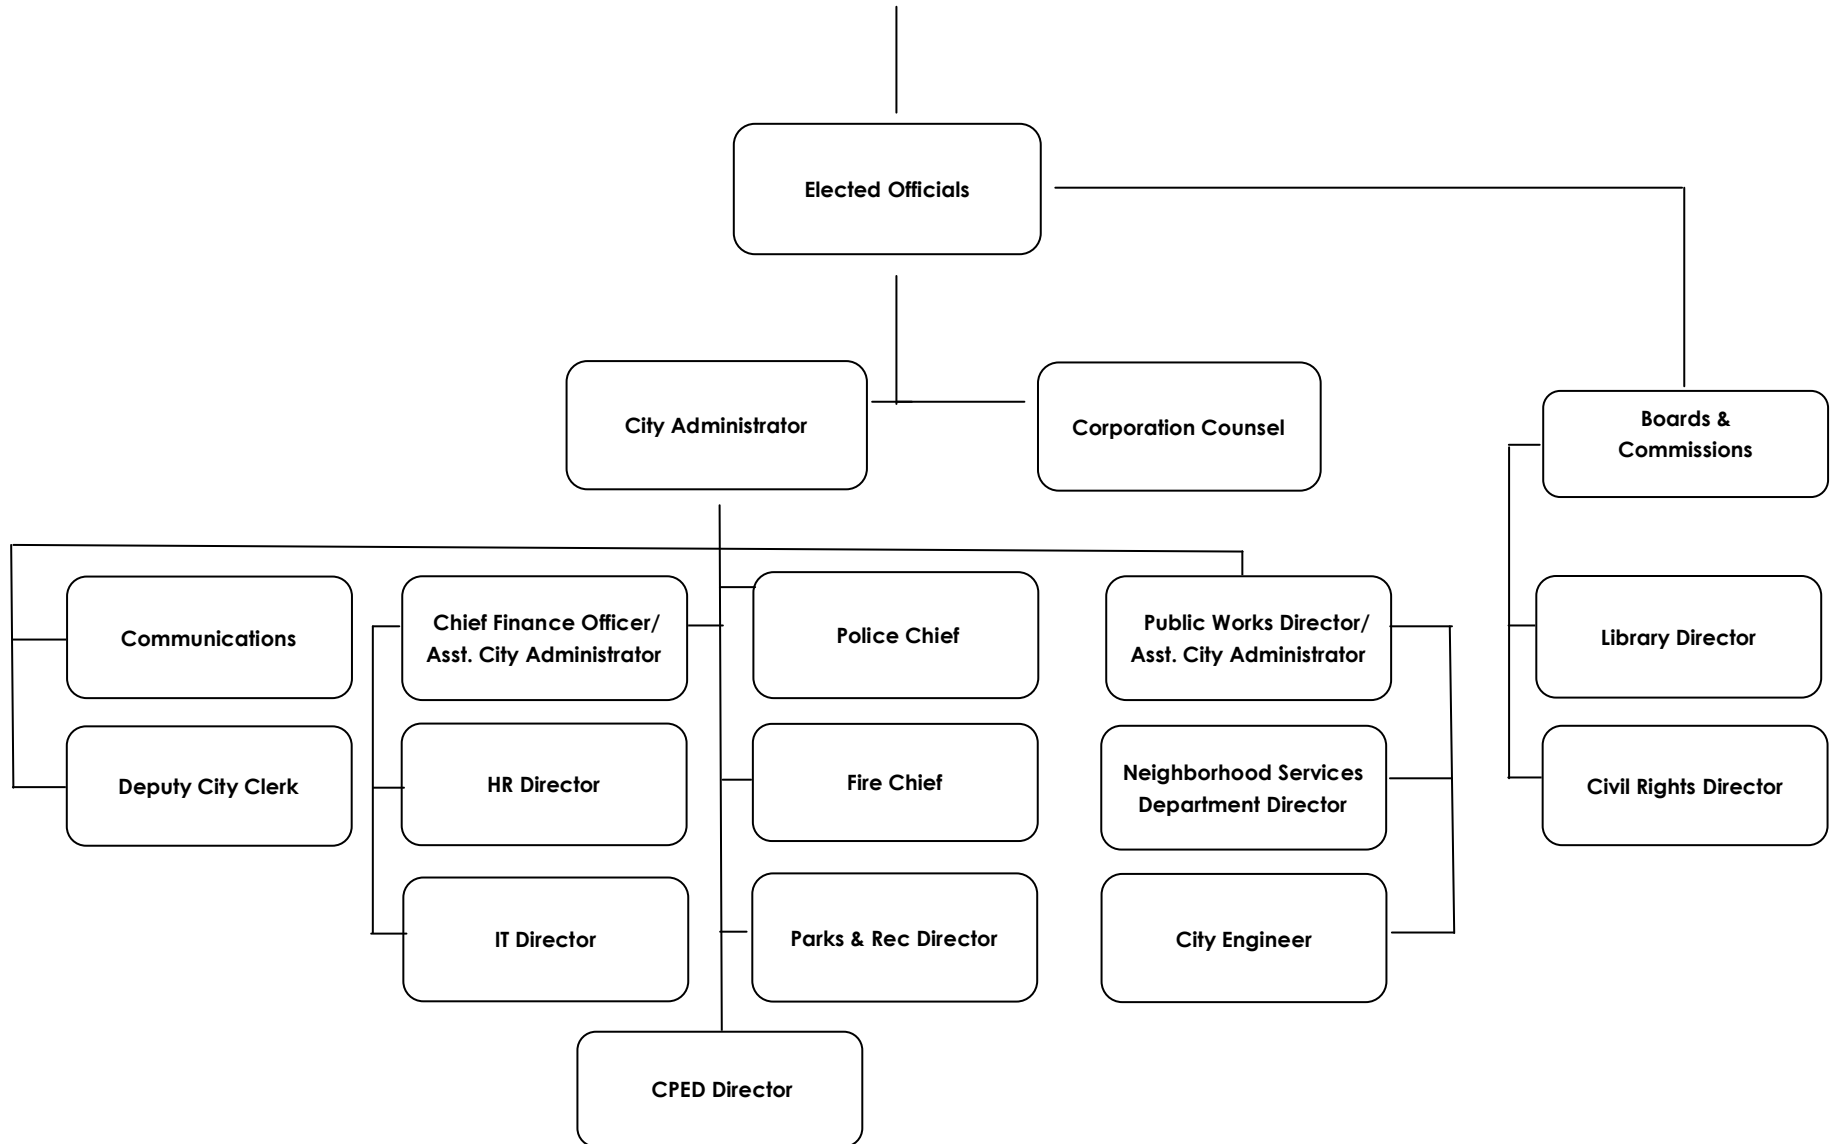 Elected Officials
City Administrator
Corporation Counsel
Boards &
Commissions
Communications
Chief Finance Officer/
Asst. City Administrator
Police Chief
Public Works Director/
Asst. City Administrator
Library Director
Deputy City Clerk
HR Director
Fire Chief
Neighborhood Services
Department Director
Civil Rights Director
IT Director
Parks & Rec Director
City Engineer
CPED Director